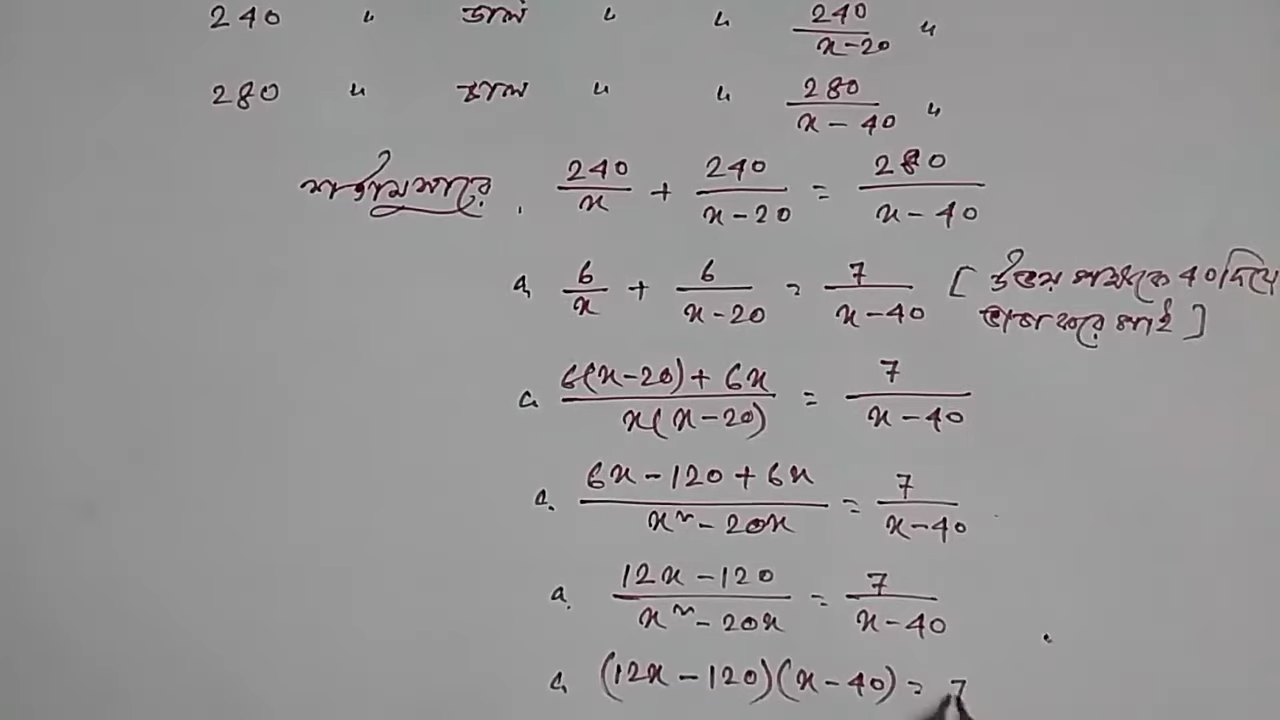 240 " ডালে " " 240/(x-20) "
280 " ডালে " " 280/(x-40) "
শর্তানুসারে, 240/x + 240/(x-20) = 280/(x-40)
বা, 6/x + 6/(x-20) = 7/(x-40) [উভয় পক্ষকে 40 দিয়ে
ভাগ করে পাই]
বা, (6(x-20)+6x)/(x(x-20)) = 7/(x-40)
বা, (6x-120+6x)/(x²-20x) = 7/(x-40)
বা, (12x-120)/(x²-20x) = 7/(x-40)
বা, (12x-120)(x-40) = 7